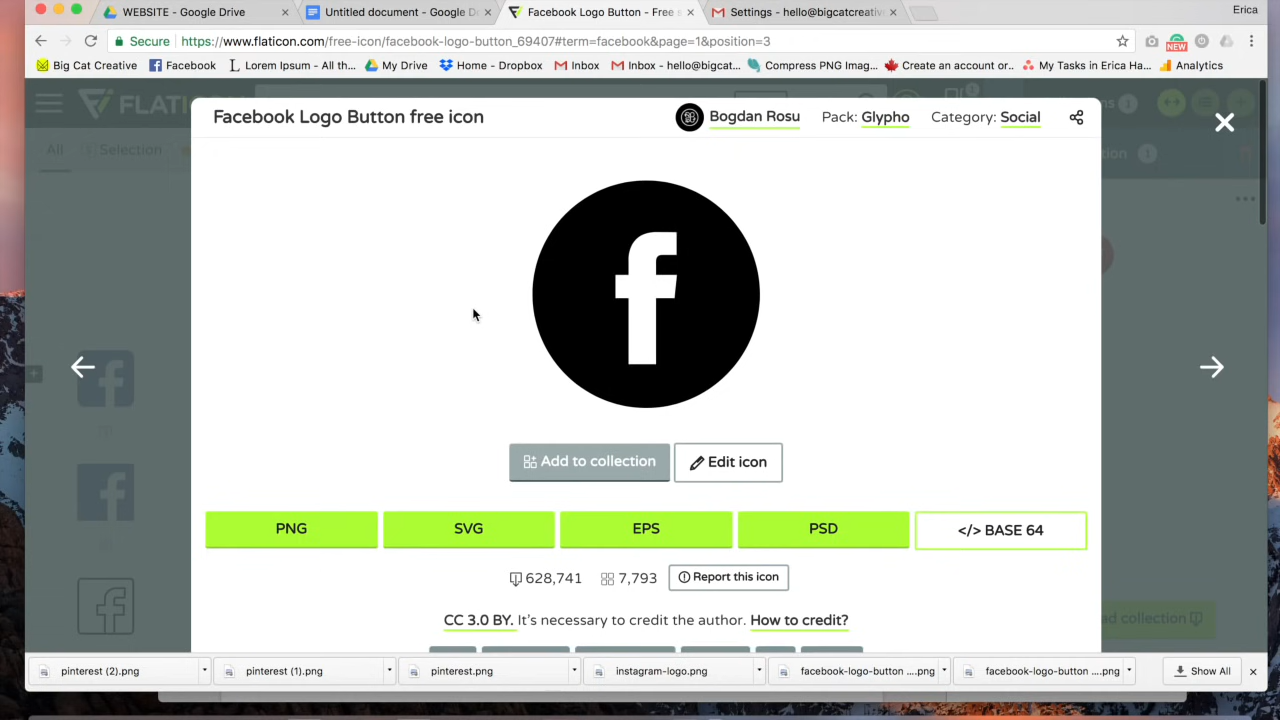 WEBSITE - Google Drive
Untitled document - Google D
Facebook Logo Button - Free s
Settings - hello@bigcatcreativ
Erica
Secure
https://www.flaticon.com/free-icon/facebook-logo-button_69407#term=facebook&page=1&position=3
NEW
Big Cat Creative
Facebook
Lorem Ipsum - All th...
My Drive
Home - Dropbox
Inbox
Inbox - hello@bigcat...
Compress PNG Imag...
Create an account or..
My Tasks in Erica Ha...
Analytics
FLATICON
All
Selection
Facebook Logo Button free icon
Bogdan Rosu
Pack: Glypho
Category: Social
Add to collection
Edit icon
PNG
SVG
EPS
PSD
</> BASE 64
628,741
7,793
Report this icon
CC 3.0 BY. It's necessary to credit the author. How to credit?
ad collection
pinterest (2).png
pinterest (1).png
pinterest.png
instagram-logo.png
facebook-logo-button ....png
facebook-logo-button ....png
Show All